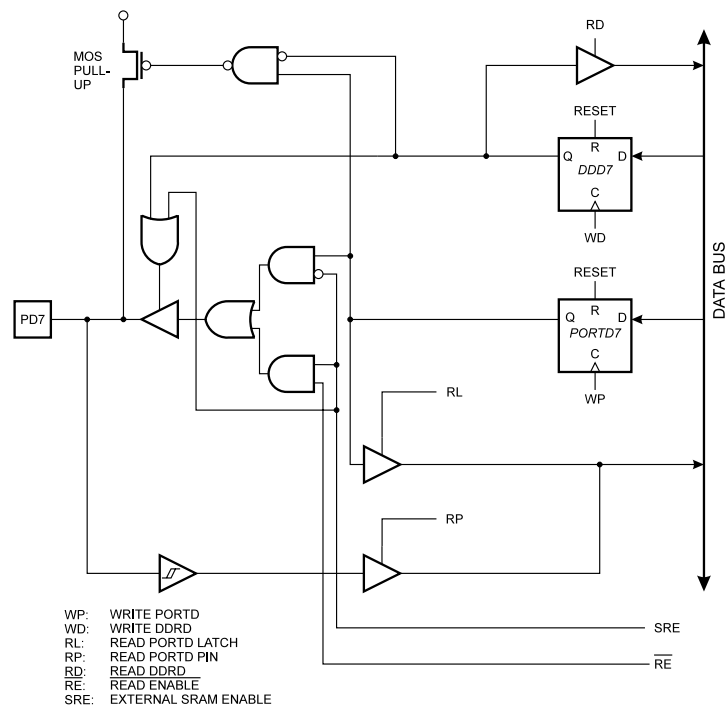 RD
MOS
PULL-
UP
RESET
R
Q
D
DDD7
C
WD
RESET
R
Q
D
PORTD7
C
WP
PD7
DATA BUS
RL
RP
WP: WRITE PORTD
WD: WRITE DDRD
RL: READ PORTD LATCH
RP: READ PORTD PIN
RD: READ DDRD
RE: READ ENABLE
SRE: EXTERNAL SRAM ENABLE
SRE
RE